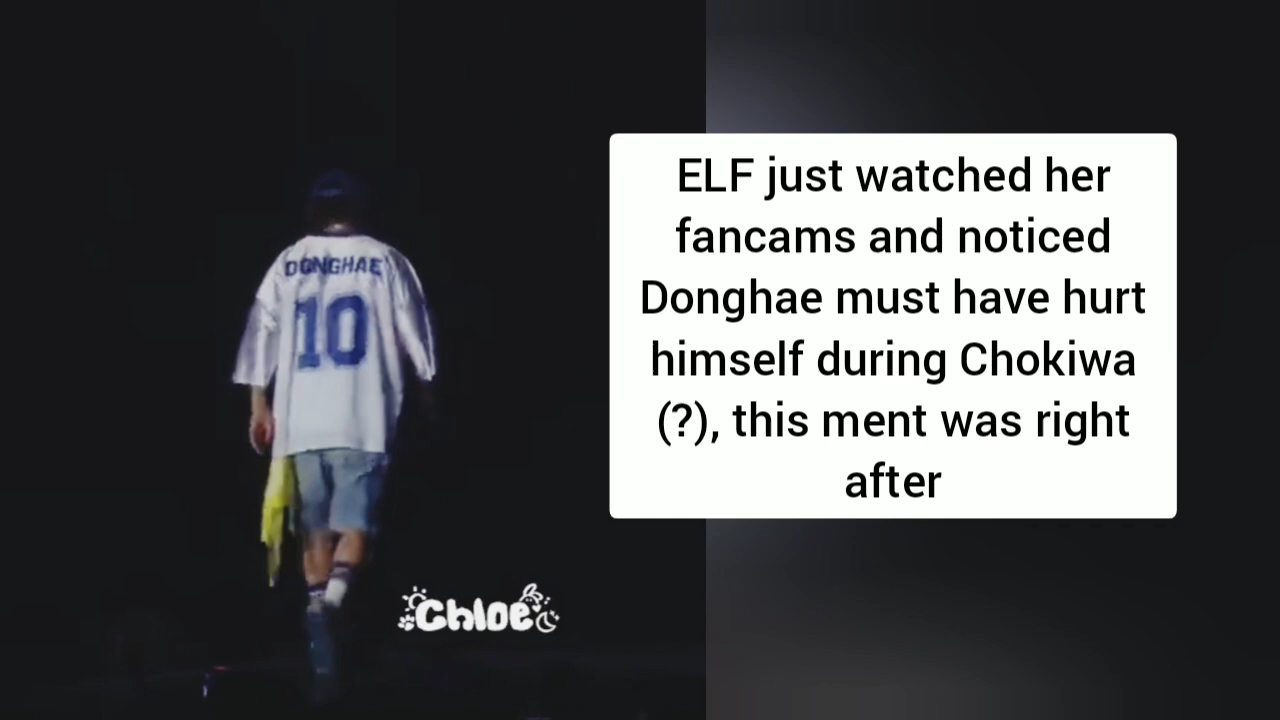 DONGHAE
10
Chloe
ELF just watched her
fancams and noticed
Donghae must have hurt
himself during Chokiwa
(?), this ment was right
after